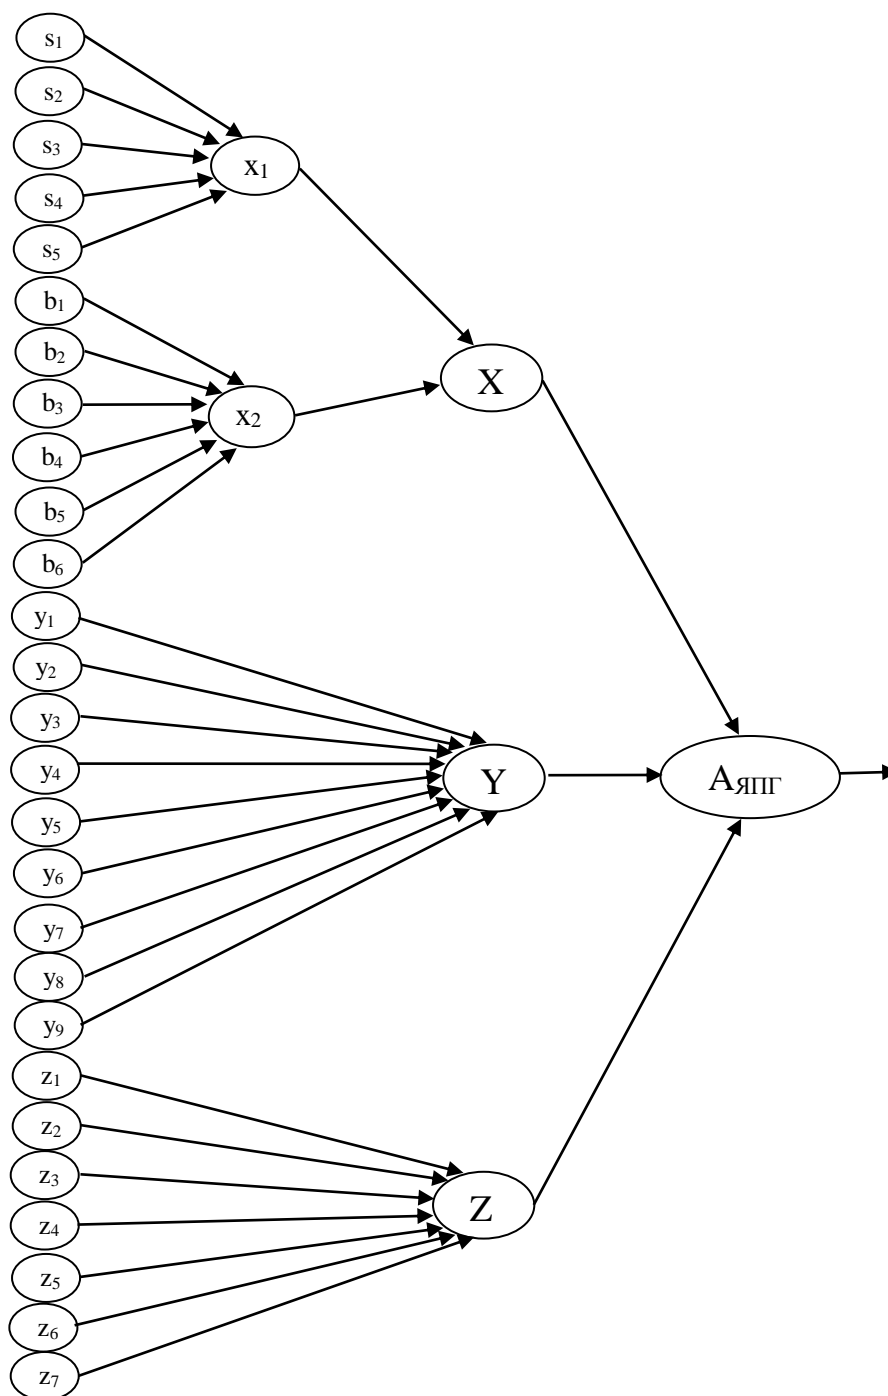 s₁
s₂
s₃
s₄
s₅
x₁
b₁
b₂
b₃
b₄
b₅
b₆
x₂
X
y₁
y₂
y₃
y₄
y₅
y₆
y₇
y₈
y₉
Y
AЯПГ
z₁
z₂
z₃
z₄
z₅
z₆
z₇
Z